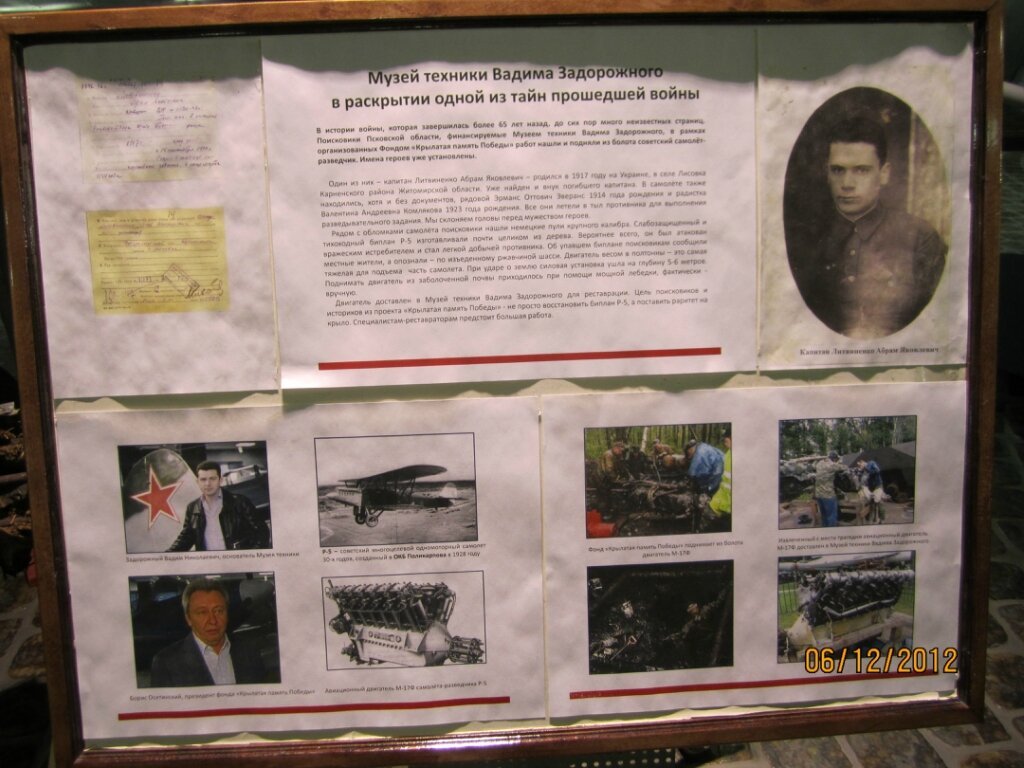 Музей техники Вадима Задорожного
в раскрытии одной из тайн прошедшей войны
В истории войны, которая завершилась более 65 лет назад, до сих пор много неизвестных страниц.
Поисковики Псковской области, финансируемые Музеем техники Вадима Задорожного, в рамках
организованных Фондом «Крылатая память Победы» работ нашли и подняли из болота советский самолёт-
разведчик. Имена героев уже установлены.
Один из них – капитан Литвиненко Абрам Яковлевич – родился в 1917 году на Украине, в селе Лисовка
Карненского района Житомирской области. Уже найден и внук погибшего капитана. В самолёте также
находились, хотя и без документов, рядовой Эрманс Оттович Эверанс 1914 года рождения и радистка
Валентина Андреевна Комлякова 1923 года рождения. Все они летели в тыл противника для выполнения
разведывательного задания. Мы склоняем головы перед мужеством героев.
Рядом с обломками самолёта поисковики нашли немецкие пули крупного калибра. Слабозащищенный и
тихоходный биплан Р-5 изготавливали почти целиком из дерева. Вероятнее всего, он был атакован
вражеским истребителем и стал легкой добычей противника. Об упавшем биплане поисковикам сообщили
местные жители, а опознали – по изъеденному ржавчиной шасси. Двигатель весом в полтонны – это самая
тяжелая для подъема часть самолета. При ударе о землю силовая установка ушла на глубину 5-6 метров.
Поднимать двигатель из заболоченной почвы приходилось при помощи мощной лебедки, фактически -
вручную.
Двигатель доставлен в Музей техники Вадима Задорожного для реставрации. Цель поисковиков и
историков из проекта «Крылатая память Победы» - не просто восстановить биплан Р-5, а поставить раритет на
крыло. Специалистам-реставраторам предстоит большая работа.
Капитан Литвиненко Абрам Яковлевич
Задорожный Вадим Николаевич, основатель Музея техники
Р-5 – советский многоцелевой одномоторный самолет
30-х годов, созданный в ОКБ Поликарпова в 1928 году
Борис Осетинский, президент фонда «Крылатая память Победы»
Авиационный двигатель М-17Ф самолёта-разведчика Р-5
Фонд «Крылатая память Победы» поднимает из болота
двигатель М-17Ф
Извлеченный с места трагедии авиационный двигатель
М-17Ф доставлен в Музей техники Вадима Задорожного
06/12/2012